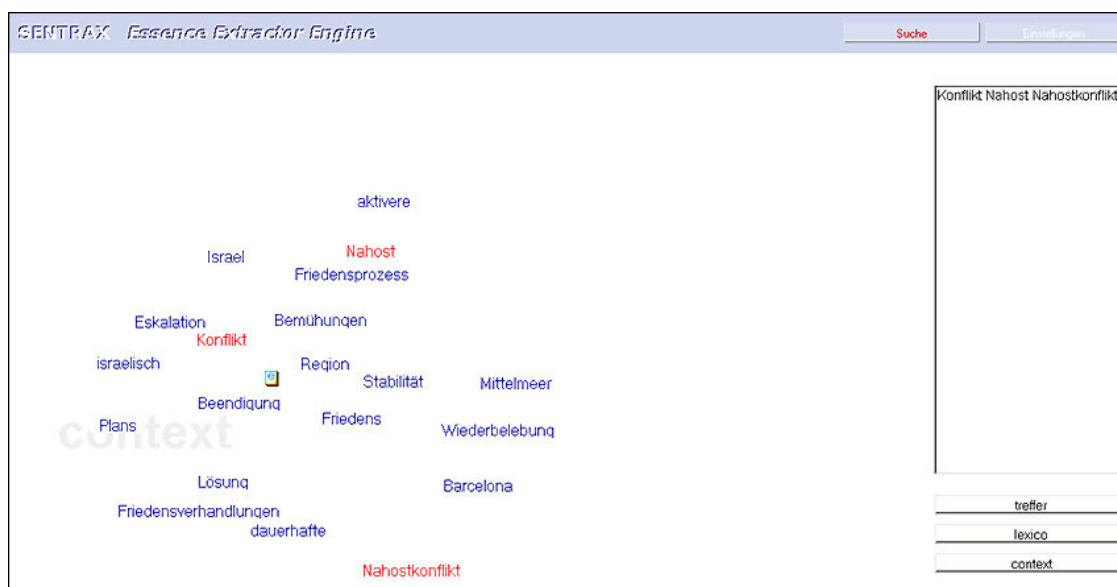 SENTRAX Essence Extractor Engine
Suche
Einstellungen
Konflikt Nahost Nahostkonflikt
aktivere
Nahost
Israel
Friedensprozess
Eskalation
Bemühungen
Konflikt
israelisch
Region
Stabilität
Mittelmeer
Beendigung
Friedens
Plans
context
Wiederbelebung
Lösung
Barcelona
Friedensverhandlungen
dauerhafte
Nahostkonflikt
treffer
lexico
context